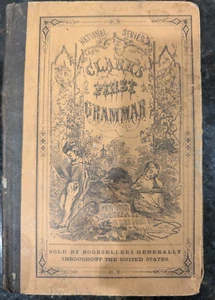 NATIONAL SERIES
CLARK'S
FIRST
GRAMMAR
SOLD BY BOOKSELLERS GENERALLY
THROUGHOUT THE UNITED STATES.